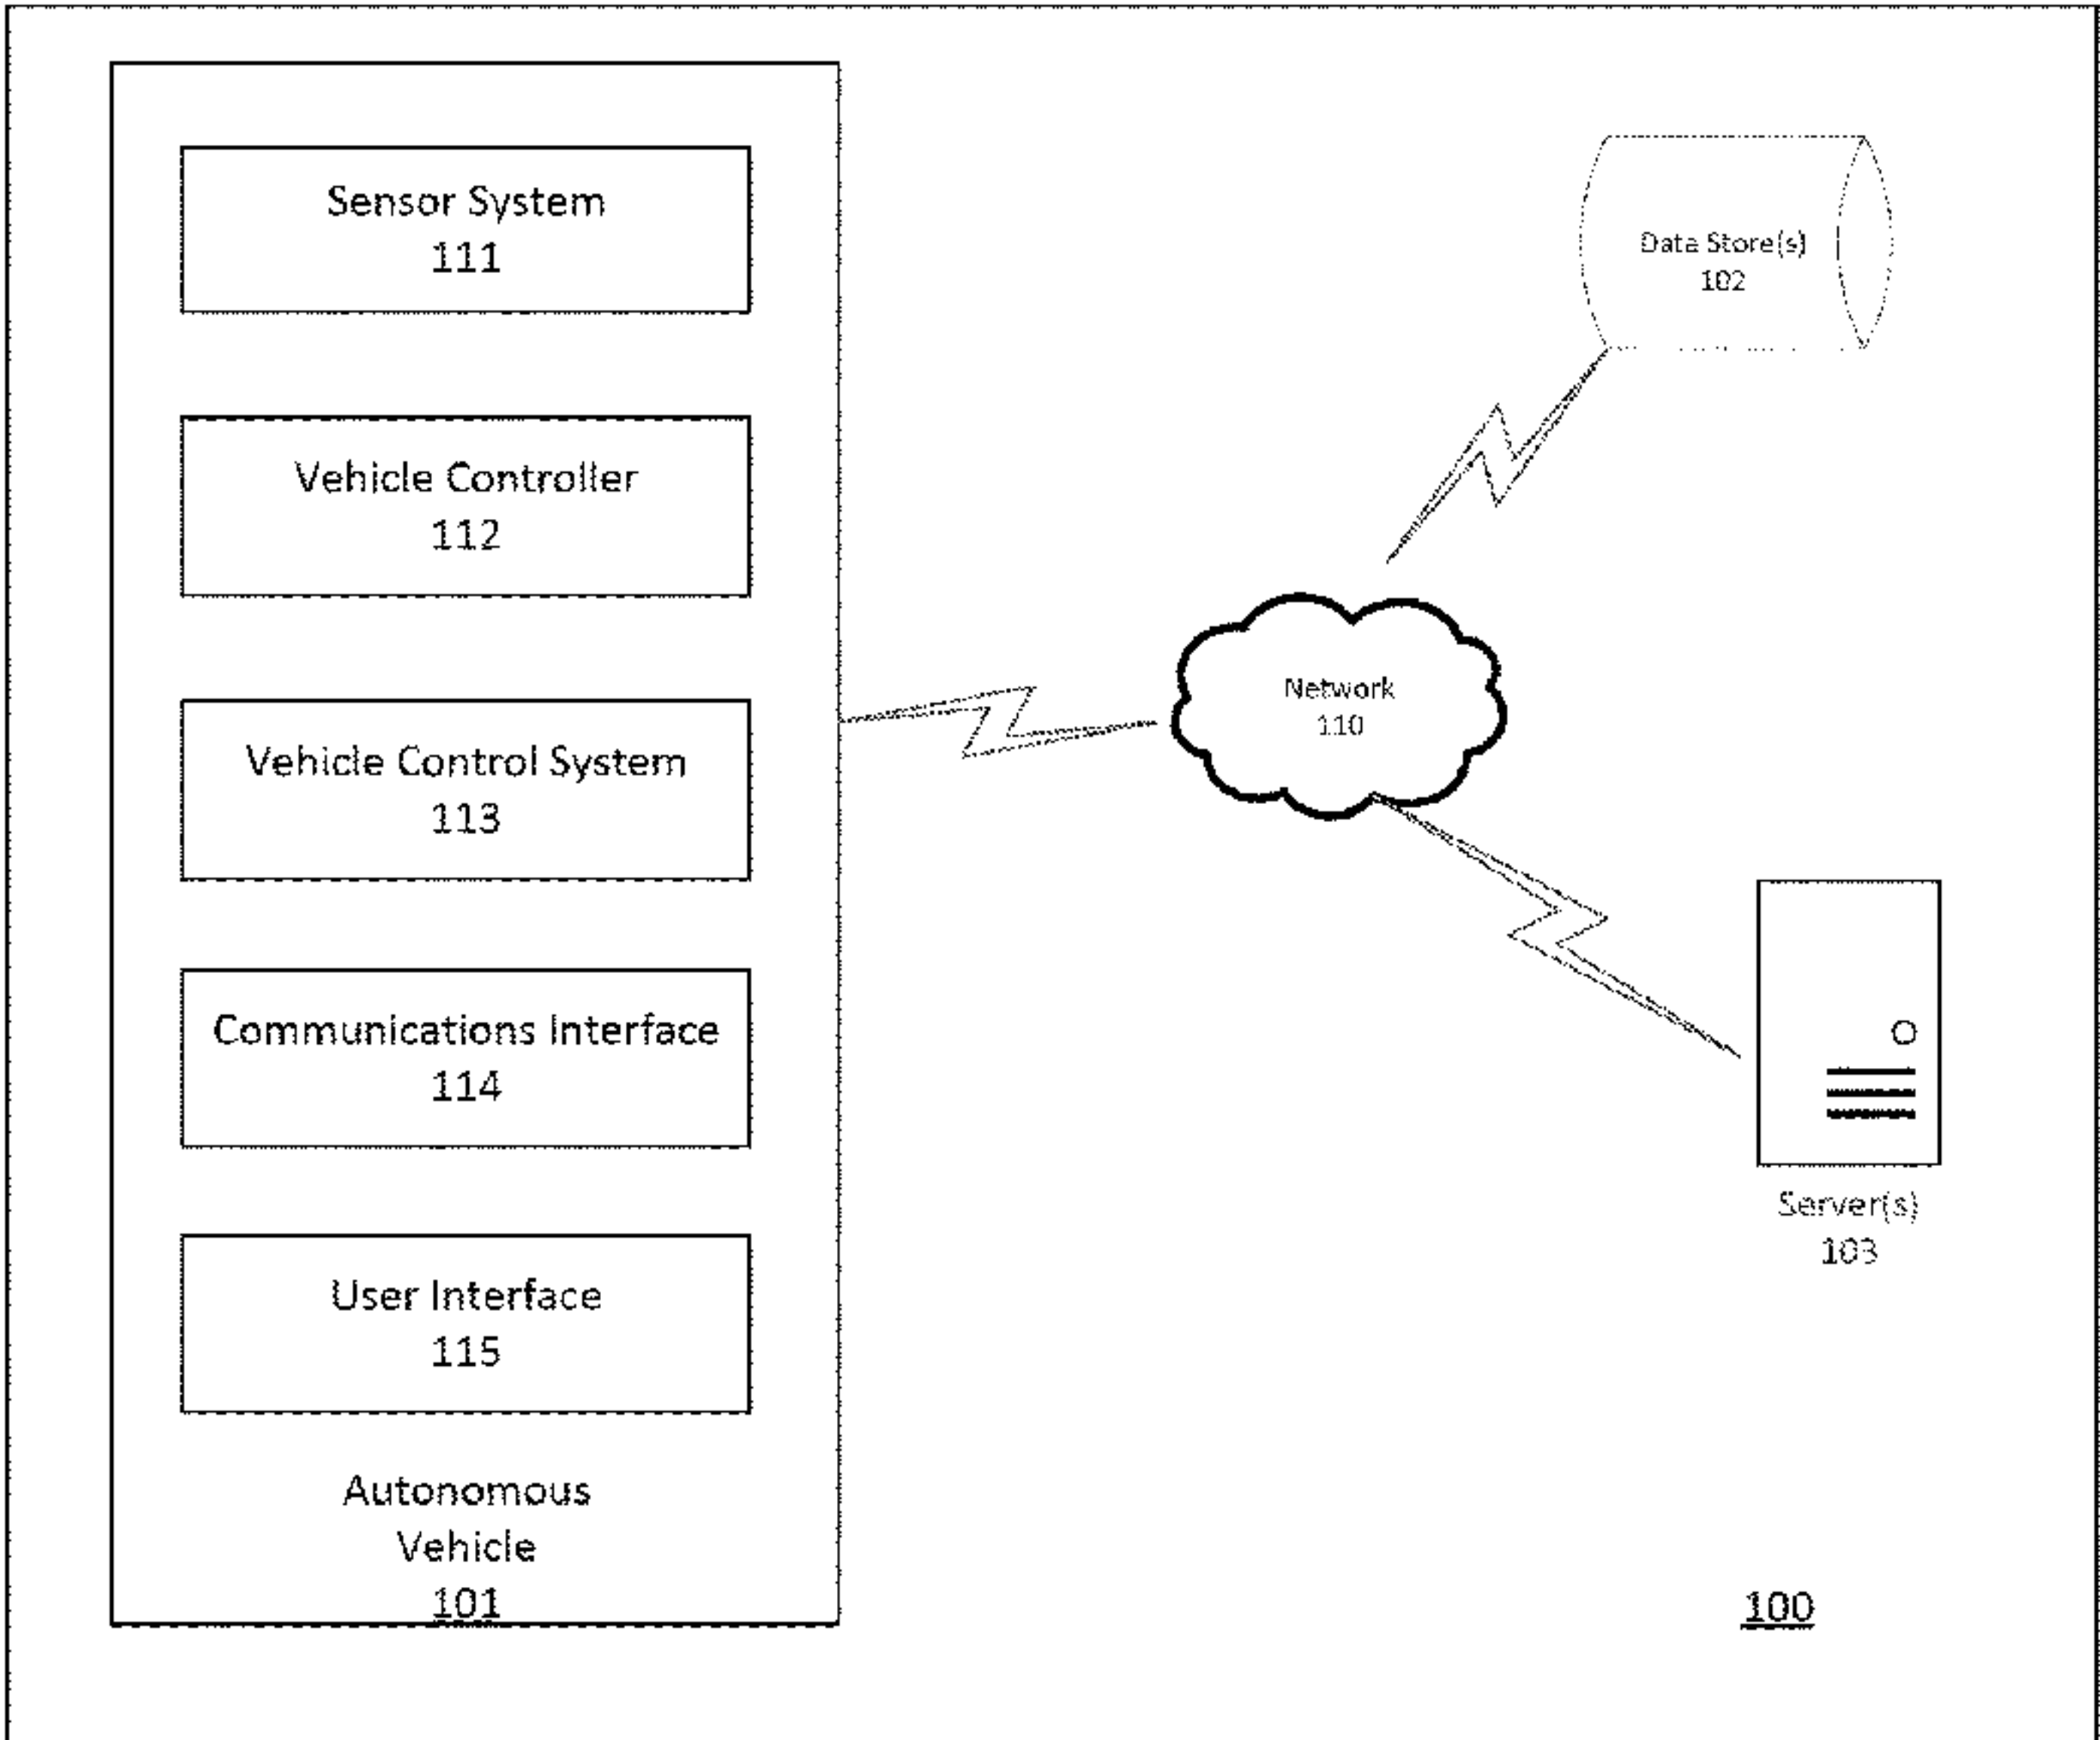 Sensor System
111
Vehicle Controller
112
Vehicle Control System
113
Communications Interface
114
User Interface
115
Autonomous
Vehicle
101
Data Store(s)
102
Network
110
Server(s)
103
100